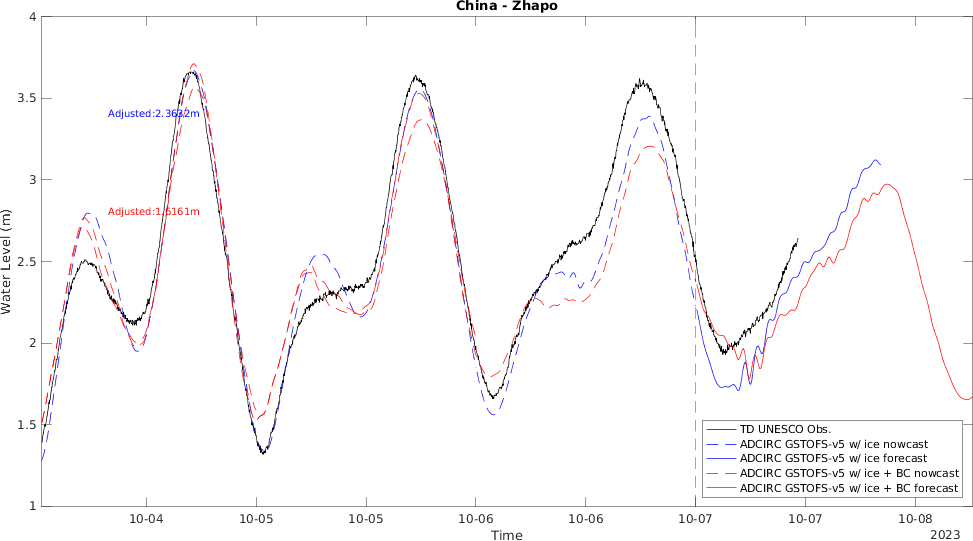 China - Zhapo
4
3.5
3
2.5
2
1.5
1
Water Level (m)
Adjusted:2.3632m
Adjusted:1.6161m
TD UNESCO Obs.
ADCIRC GSTOFS-v5 w/ ice nowcast
ADCIRC GSTOFS-v5 w/ ice forecast
ADCIRC GSTOFS-v5 w/ ice + BC nowcast
ADCIRC GSTOFS-v5 w/ ice + BC forecast
10-04 10-05 10-05 10-06 10-06 10-07 10-07 10-08
Time
2023